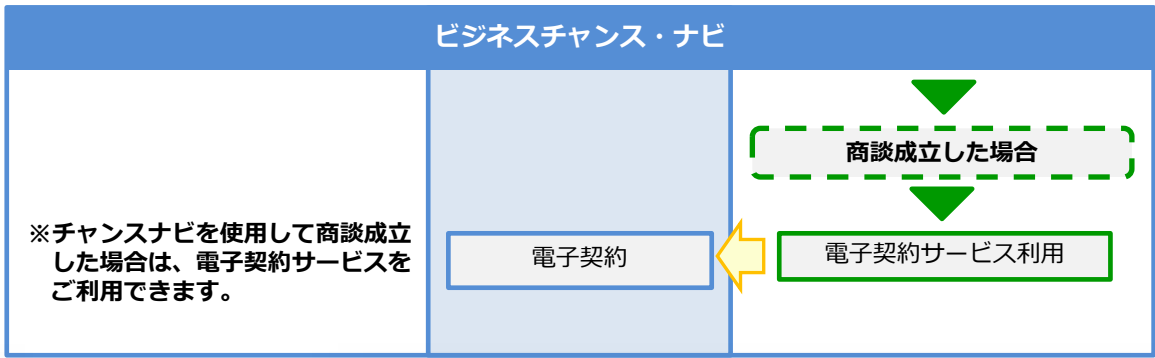 ビジネスチャンス・ナビ
商談成立した場合
※チャンスナビを使用して商談成立
した場合は、電子契約サービスを
ご利用できます。
電子契約
電子契約サービス利用